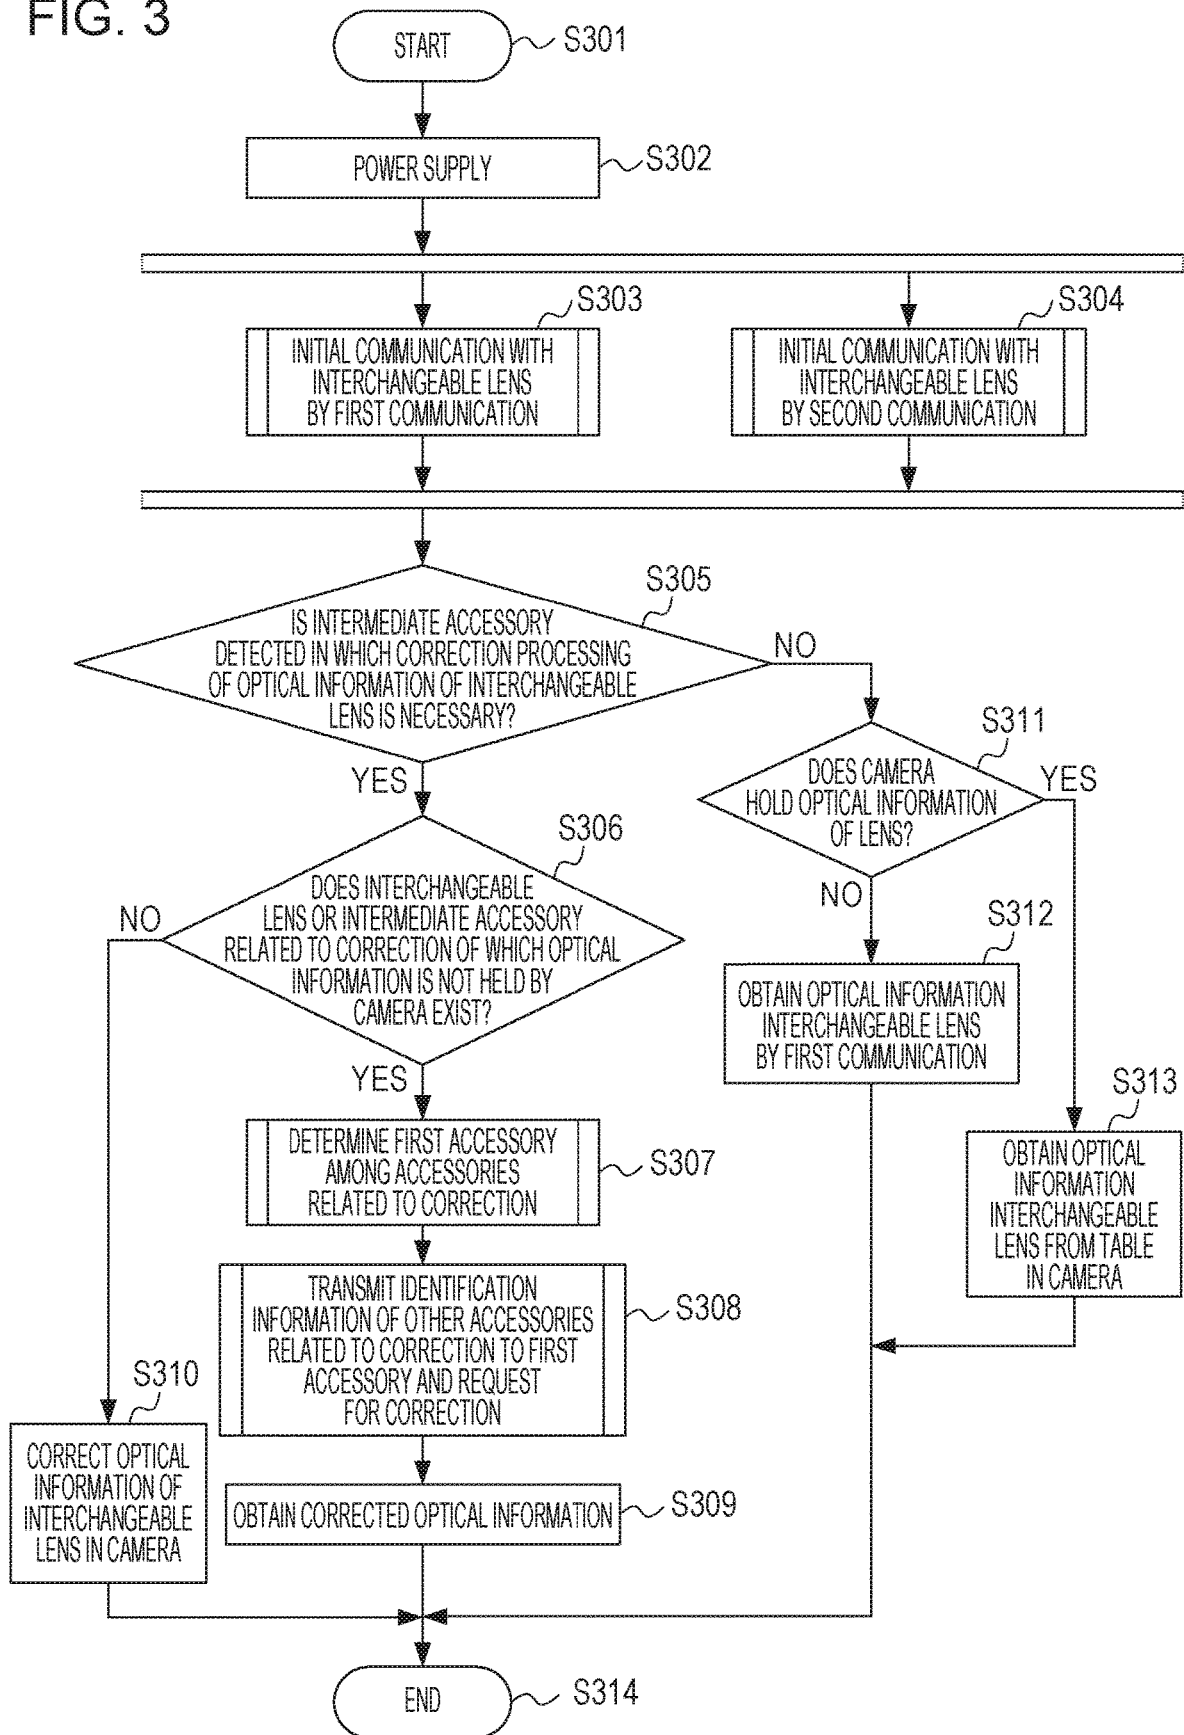 FIG. 3
START
S301
POWER SUPPLY
S302
S303
S304
INITIAL COMMUNICATION WITH
INTERCHANGEABLE LENS
BY FIRST COMMUNICATION
INITIAL COMMUNICATION WITH
INTERCHANGEABLE LENS
BY SECOND COMMUNICATION
S305
IS INTERMEDIATE ACCESSORY
DETECTED IN WHICH CORRECTION PROCESSING
OF OPTICAL INFORMATION OF INTERCHANGEABLE
LENS IS NECESSARY?
NO
YES
S311
DOES CAMERA
HOLD OPTICAL INFORMATION
OF LENS?
YES
NO
S306
DOES INTERCHANGEABLE
LENS OR INTERMEDIATE ACCESSORY
RELATED TO CORRECTION OF WHICH OPTICAL
INFORMATION IS NOT HELD BY
CAMERA EXIST?
NO
YES
S312
OBTAIN OPTICAL INFORMATION
INTERCHANGEABLE LENS
BY FIRST COMMUNICATION
S313
OBTAIN OPTICAL
INFORMATION
INTERCHANGEABLE
LENS FROM TABLE
IN CAMERA
DETERMINE FIRST ACCESSORY
AMONG ACCESSORIES
RELATED TO CORRECTION
S307
TRANSMIT IDENTIFICATION
INFORMATION OF OTHER ACCESSORIES
RELATED TO CORRECTION TO FIRST
ACCESSORY AND REQUEST
FOR CORRECTION
S308
S310
CORRECT OPTICAL
INFORMATION OF
INTERCHANGEABLE
LENS IN CAMERA
OBTAIN CORRECTED OPTICAL INFORMATION
S309
END
S314